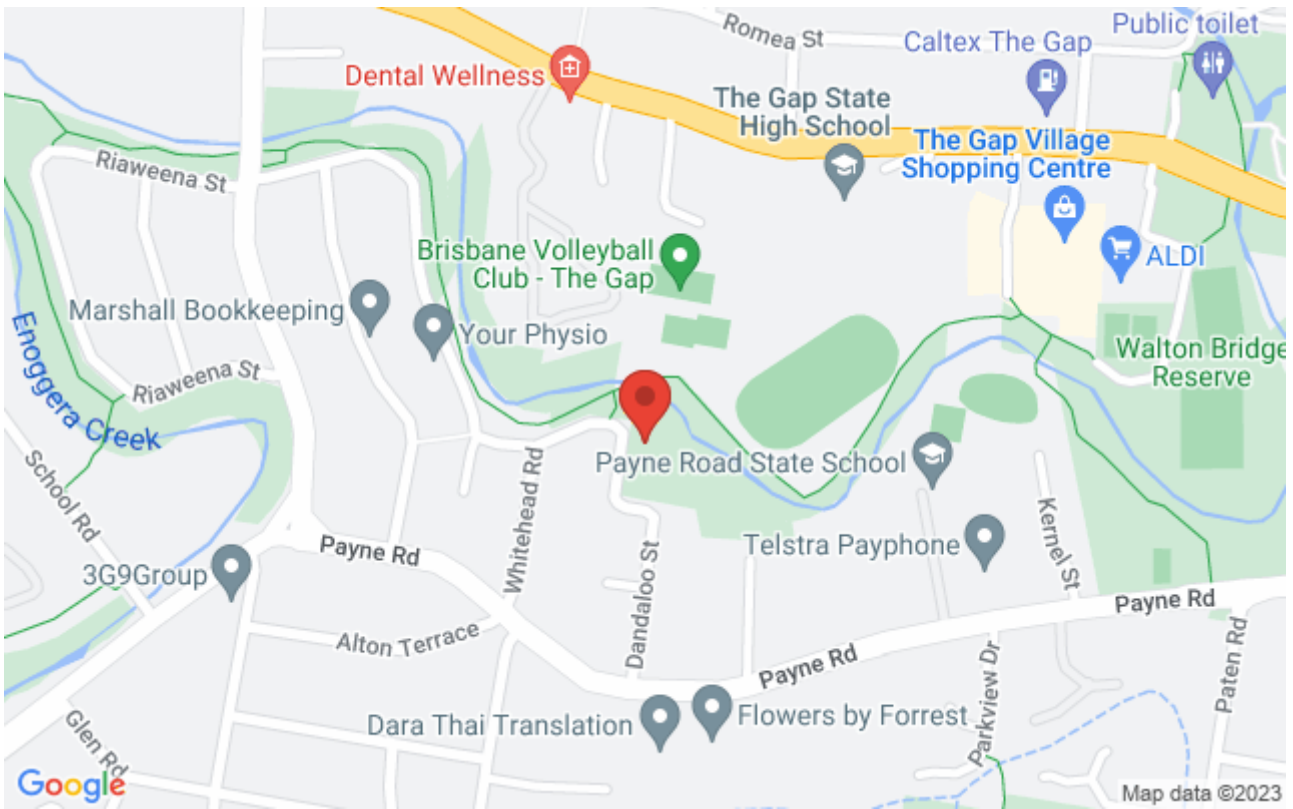 Romea St
Public toilet
Caltex The Gap
Dental Wellness
The Gap State
High School
The Gap Village
Shopping Centre
Riaweena St
Brisbane Volleyball
Club - The Gap
ALDI
Marshall Bookkeeping
Your Physio
Walton Bridge
Reserve
Riaweena St
Enoggera Creek
School Rd
Payne Road State School
Whitehead Rd
Kernel St
Payne Rd
Telstra Payphone
3G9Group
Dandaloo St
Payne Rd
Alton Terrace
Payne Rd
Parkview Dr
Paten Rd
Glen Rd
Dara Thai Translation
Flowers by Forrest
Google
Map data ©2023